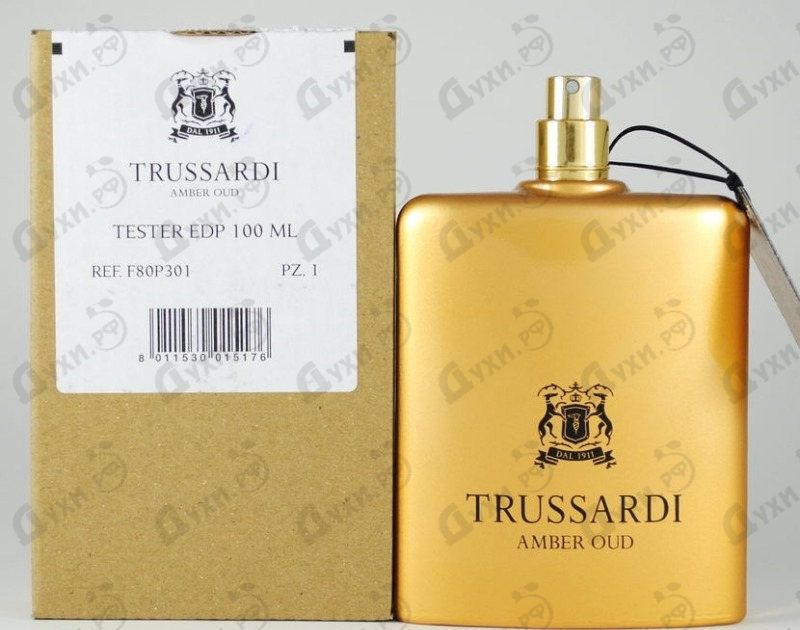 DAL 1911
TRUSSARDI
AMBER OUD
TESTER EDP 100 ML
REF. F80P301 PZ. 1
8 011530 015176
DAL 1911
TRUSSARDI
AMBER OUD
Духи.рф